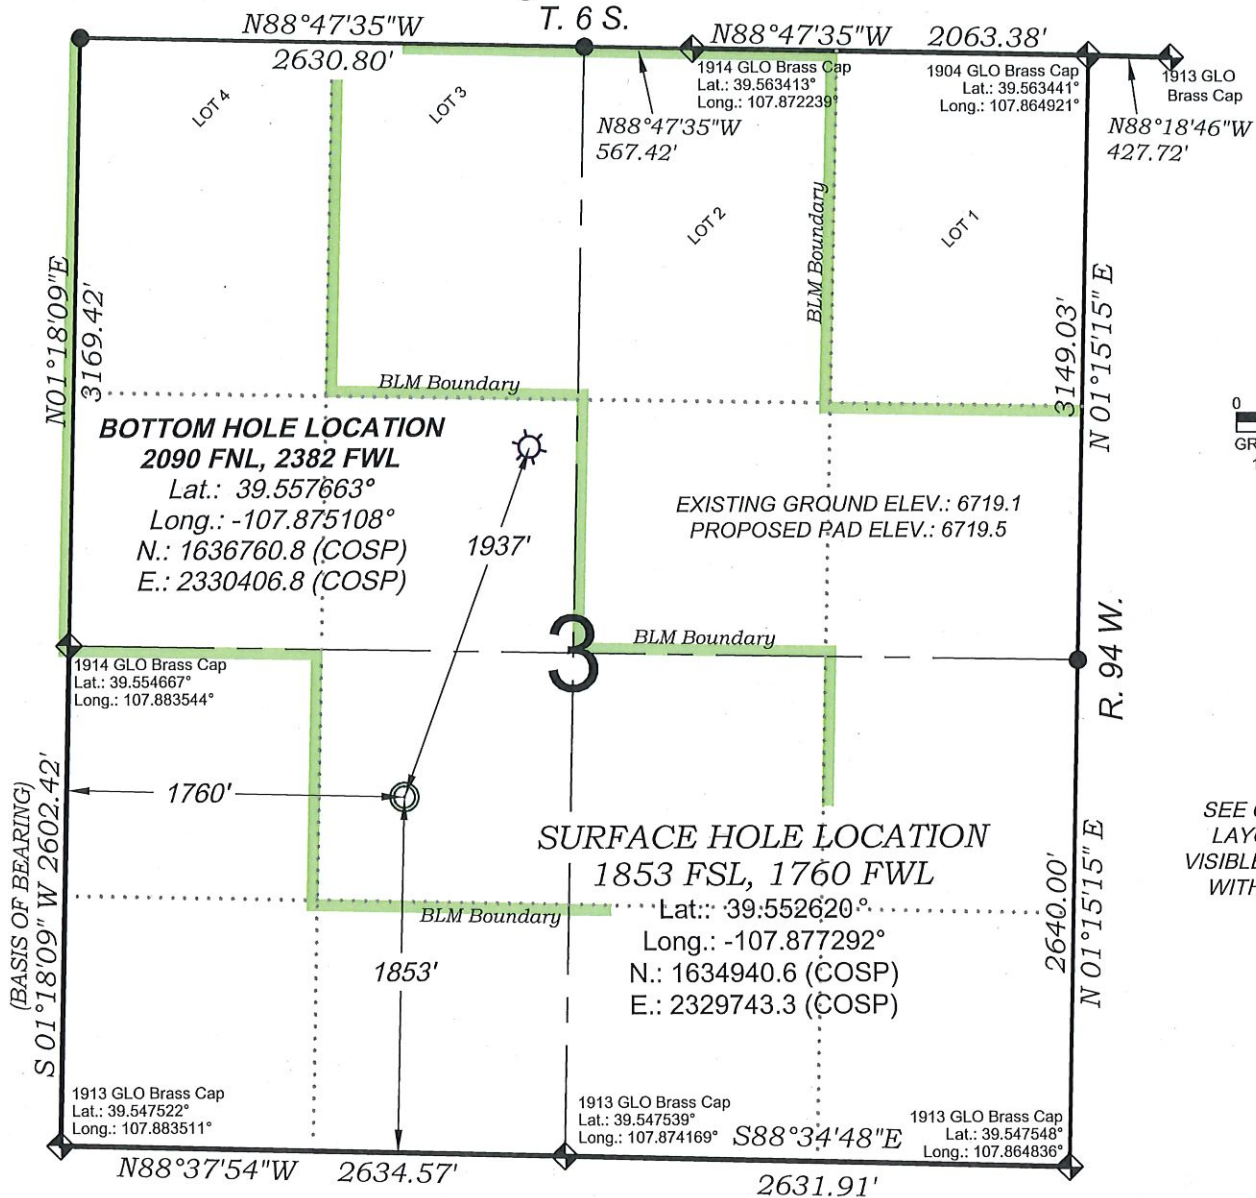 T. 6 S.
N88°47'35"W
2630.80'
N88°47'35"W 2063.38'
1914 GLO Brass Cap
Lat.: 39.563413°
Long.: 107.872239°
1904 GLO Brass Cap
Lat.: 39.563441°
Long.: 107.864921°
1913 GLO
Brass Cap
N88°47'35"W
567.42'
N88°18'46"W
427.72'
LOT 4
LOT 3
LOT 2
LOT 1
BLM Boundary
N01°18'09"E
3169.42'
3149.03'
N 01°15'15" E
BLM Boundary
BOTTOM HOLE LOCATION
2090 FNL, 2382 FWL
Lat.: 39.557663°
Long.: -107.875108°
N.: 1636760.8 (COSP)
E.: 2330406.8 (COSP)
1937'
EXISTING GROUND ELEV.: 6719.1
PROPOSED PAD ELEV.: 6719.5
0
GR
1
3
BLM Boundary
R. 94 W.
1914 GLO Brass Cap
Lat.: 39.554667°
Long.: 107.883544°
(BASIS OF BEARING)
S 01°18'09" W 2602.42'
1760'
SURFACE HOLE LOCATION
1853 FSL, 1760 FWL
Lat.: 39.552620°
Long.: -107.877292°
N.: 1634940.6 (COSP)
E.: 2329743.3 (COSP)
BLM Boundary
1853'
2640.00'
N 01°15'15" E
SEE
LAY
VISIBLE
WITH
1913 GLO Brass Cap
Lat.: 39.547522°
Long.: 107.883511°
1913 GLO Brass Cap
Lat.: 39.547539°
Long.: 107.874169°
S88°34'48"E
1913 GLO Brass Cap
Lat.: 39.547548°
Long.: 107.864836°
N88°37'54"W 2634.57'
2631.91'